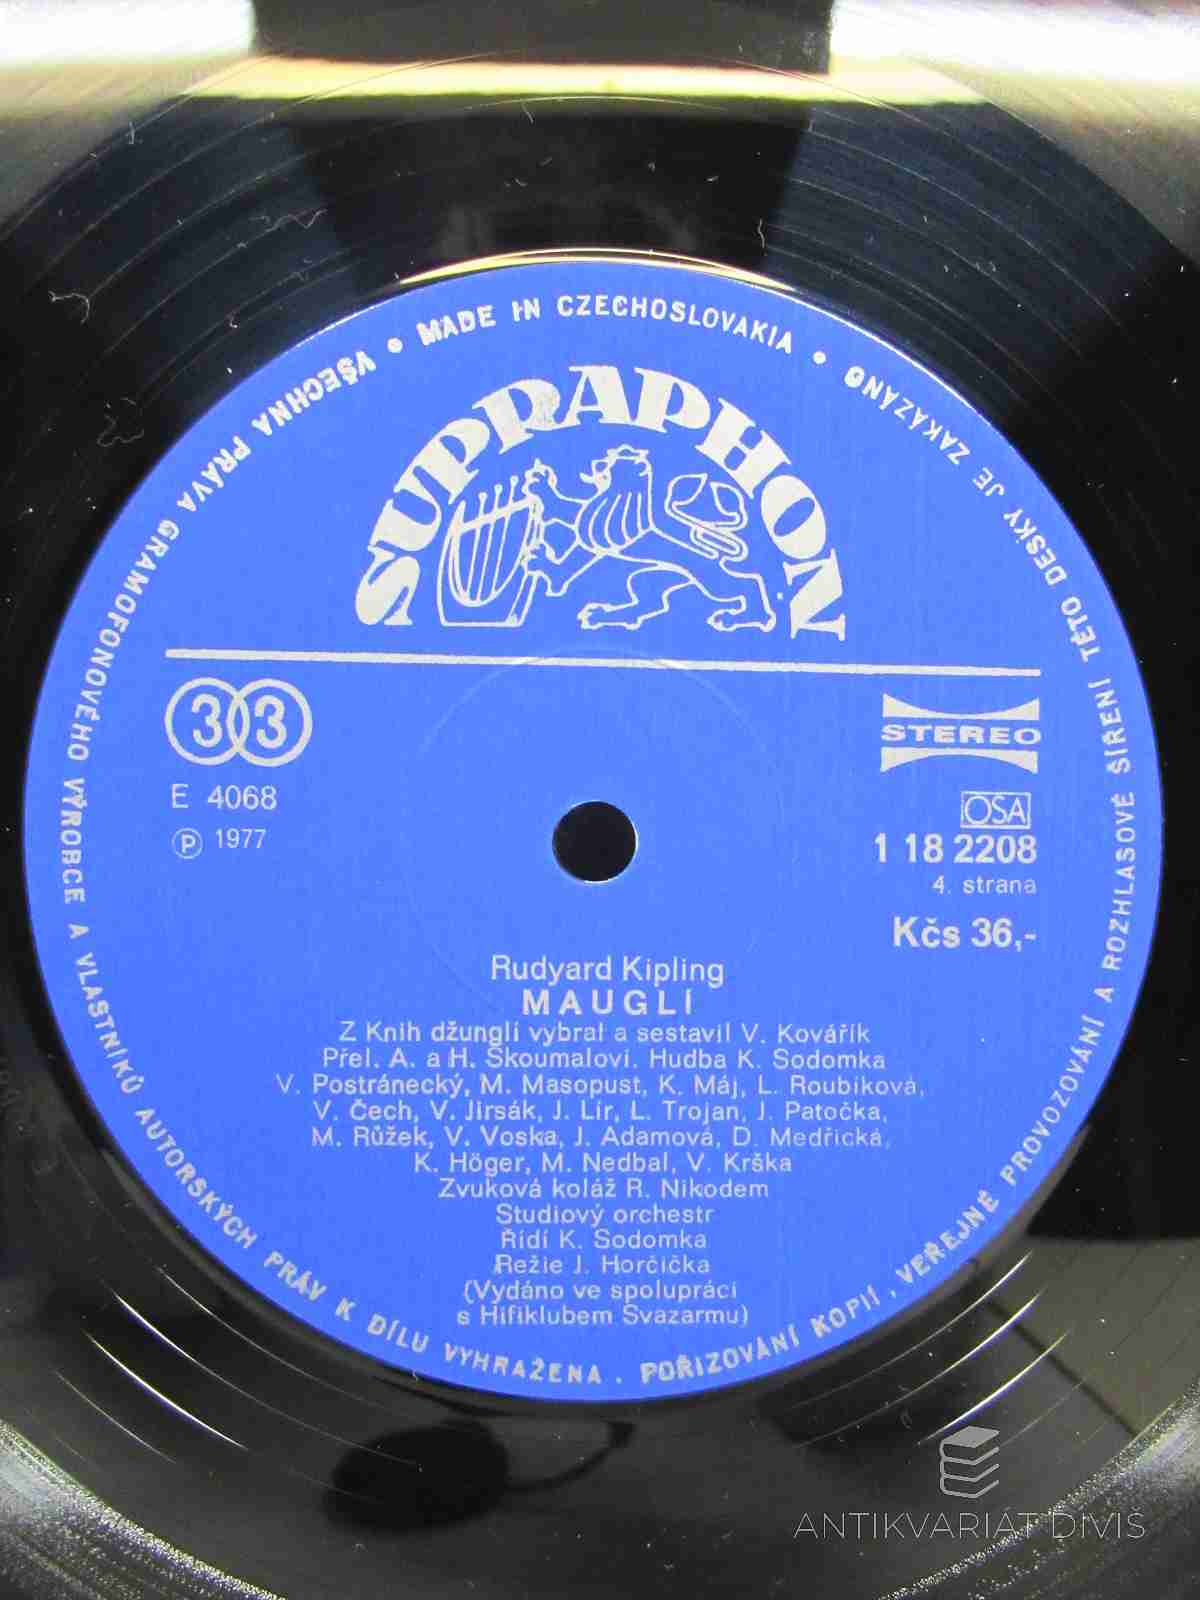 MADE IN CZECHOSLOVAKIA •
VŠECHNA PRÁVA GRAMOFONOVÉHO VÝROBCE A VLASTNÍKŮ AUTORSKÝCH PRÁV K DÍLU VYHRAŽENA . POŘIZOVÁNÍ KOPIÍ, VEŘEJNÉ PROVOZOVÁNÍ A ROZHLASOVÉ ŠÍŘENÍ TÉTO DESKY JE ZAKÁZÁNO •
SUPRAPHON
33
STEREO
E 4068
Ⓟ 1977
OSA
1 18 2208
4. strana
Kčs 36,-
Rudyard Kipling
MAUGLÍ
Z Knih džunglí vybral a sestavil V. Kovářík
Přel. A. a H. Skoumalovi. Hudba K. Sodomka
V. Postránecký, M. Masopust, K. Máj, L. Roubíková,
V. Čech, V. Jirsák, J. Lír, L. Trojan, J. Patočka,
M. Růžek, V. Voska, J. Adamová, D. Medřická,
K. Höger, M. Nedbal, V. Krška
Zvuková koláž R. Nikodem
Studiový orchestr
Řídí K. Sodomka
Režie J. Horčička
(Vydáno ve spolupráci
s Hifiklubem Svazarmu)
ANTIKVARIÁT DIVIŠ